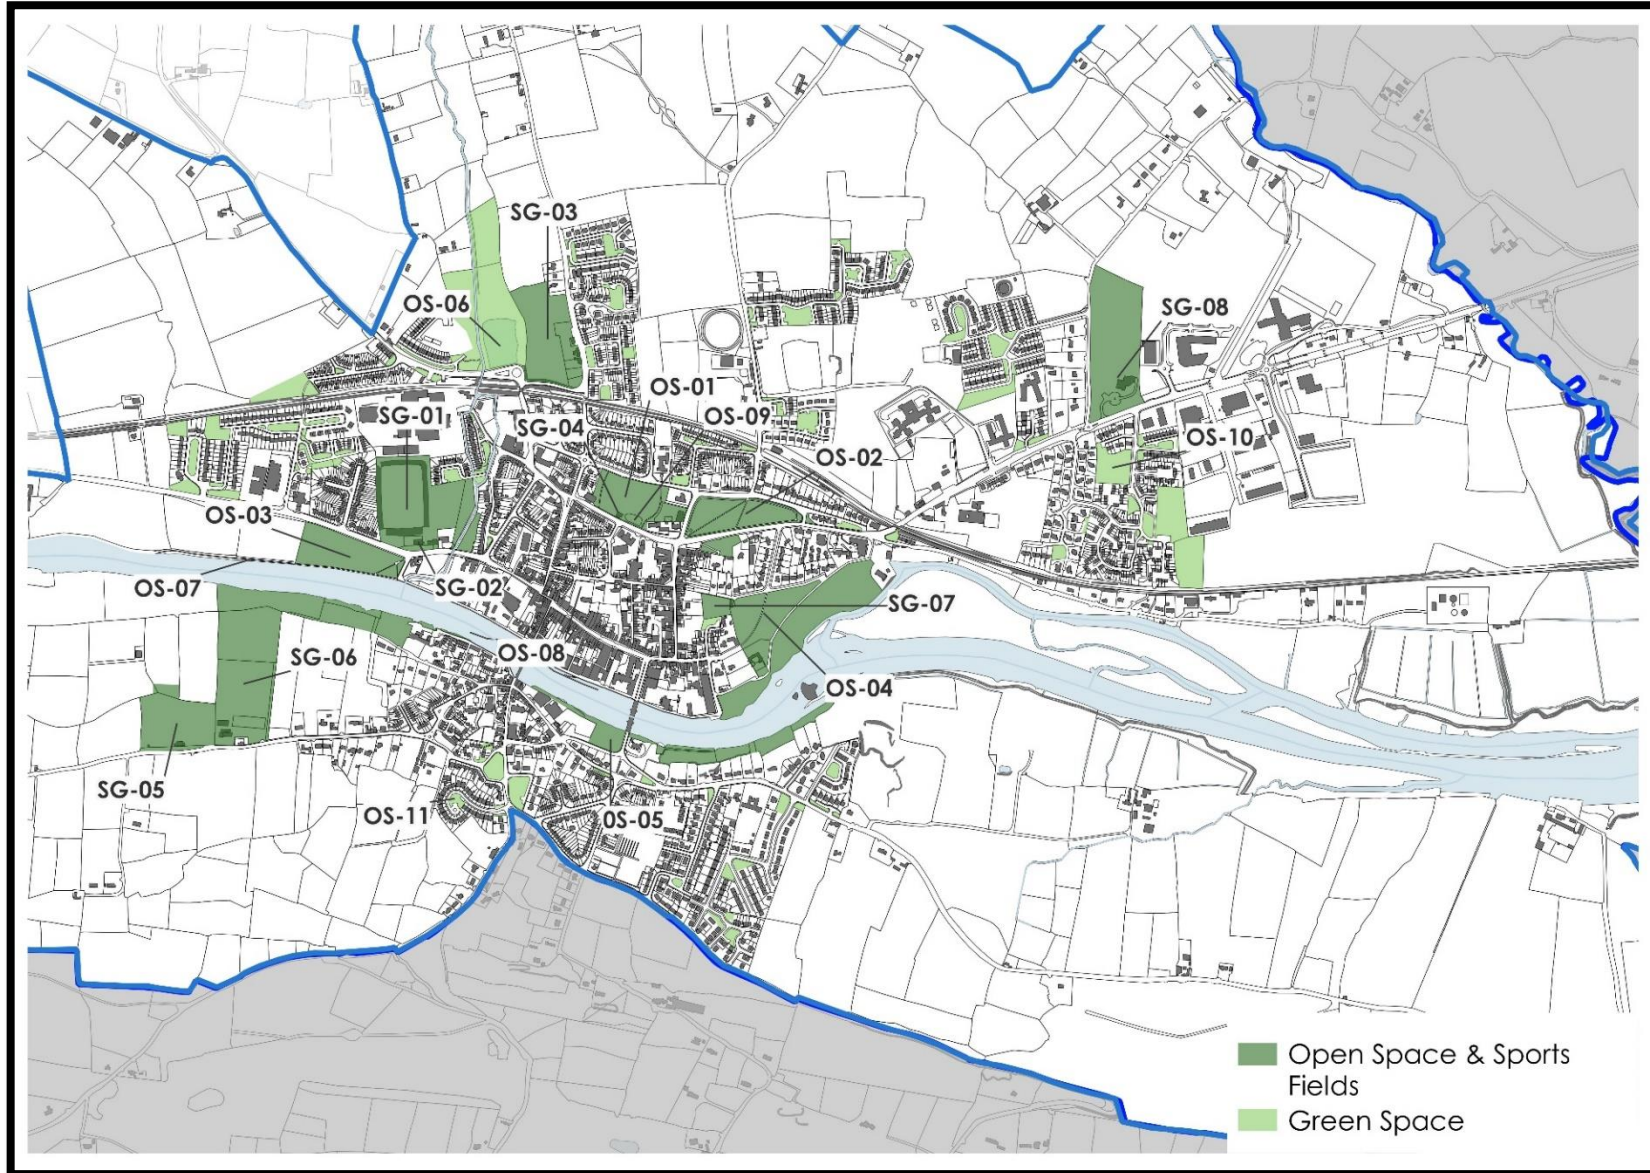 SG-03
OS-06
SG-08
OS-01
SG-01
SG-04
OS-09
OS-10
OS-02
OS-03
OS-07
SG-02
SG-07
OS-08
SG-06
OS-04
SG-05
OS-11
0S-05
Open Space & Sports
Fields
Green Space